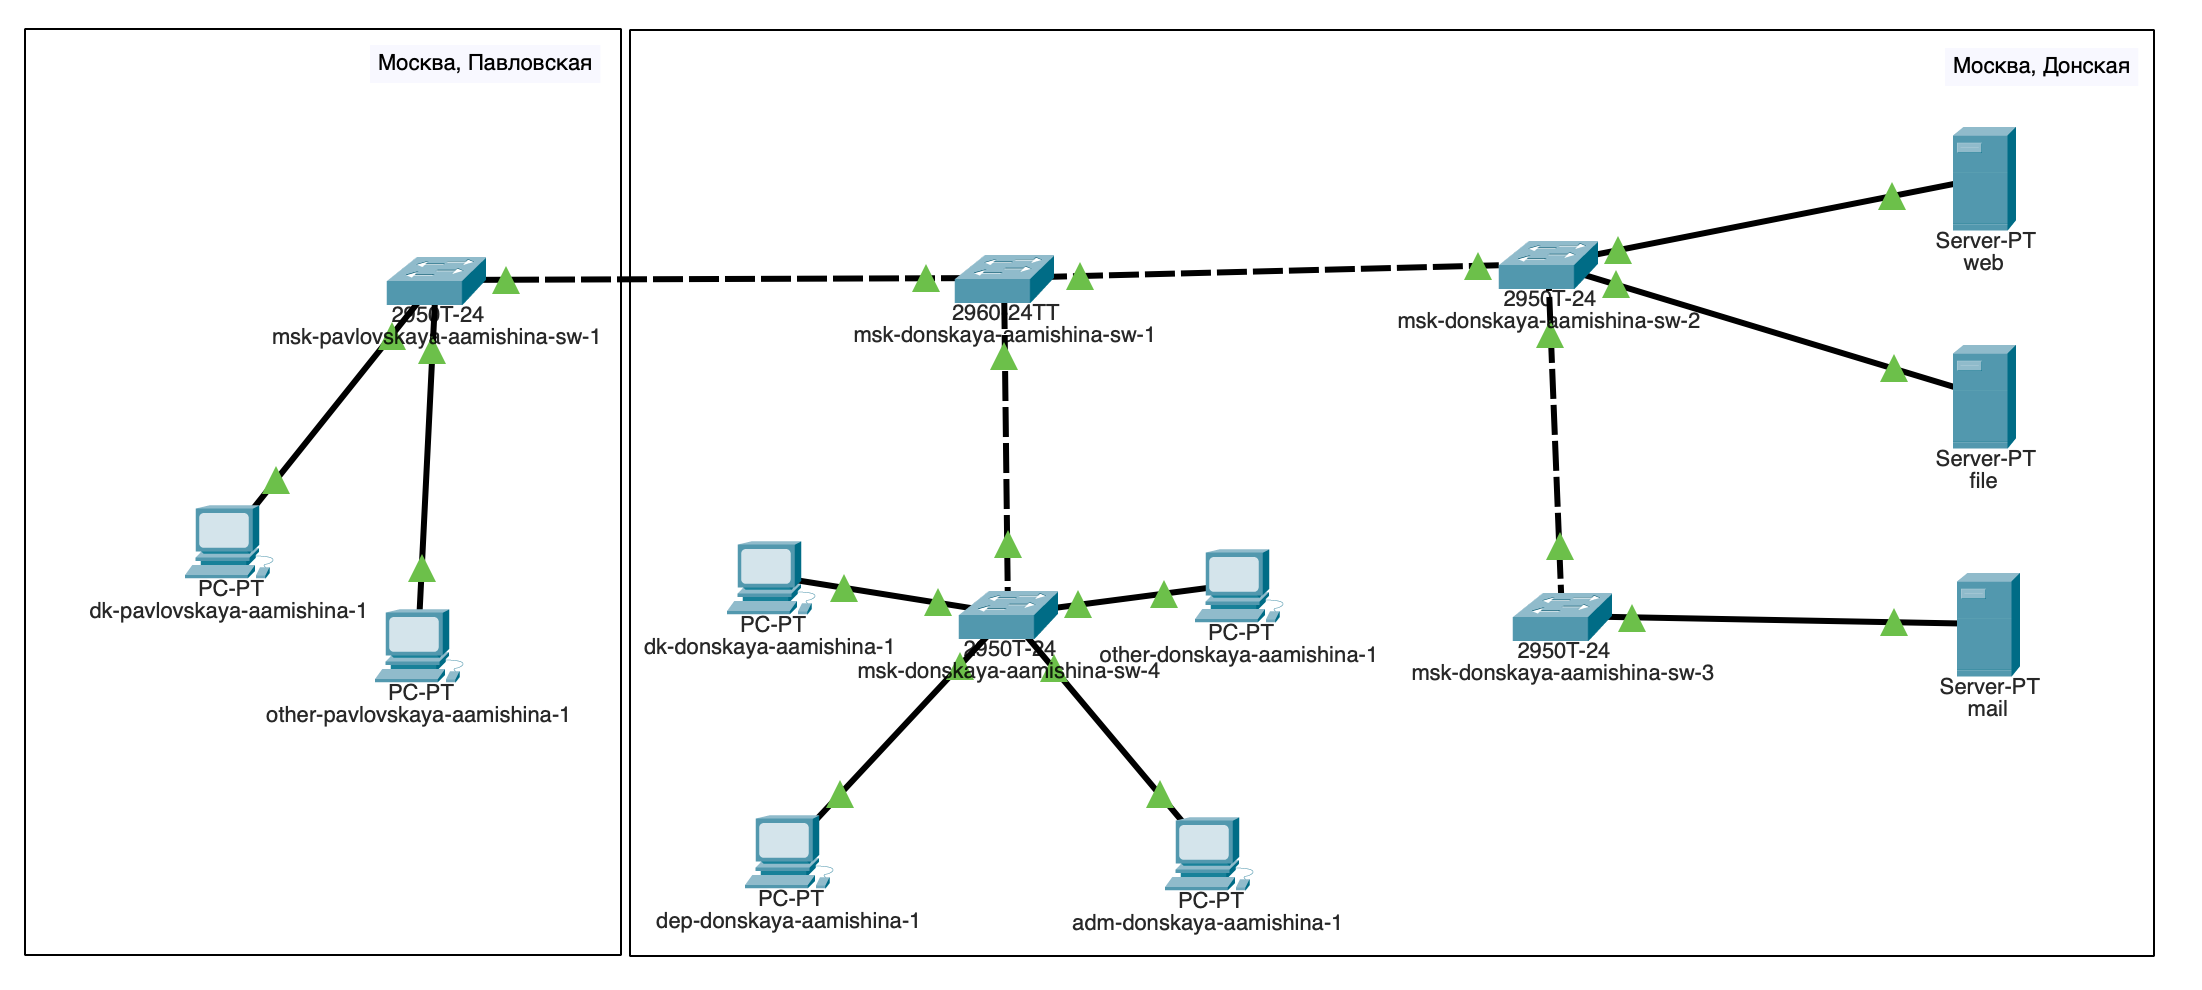 Москва, Павловская
2950T-24
msk-pavlovskaya-aamishina-sw-1
PC-PT
dk-pavlovskaya-aamishina-1
PC-PT
other-pavlovskaya-aamishina-1
Москва, Донская
2960-24TT
msk-donskaya-aamishina-sw-1
2950T-24
msk-donskaya-aamishina-sw-2
Server-PT
web
Server-PT
file
PC-PT
dk-donskaya-aamishina-1
2950T-24
msk-donskaya-aamishina-sw-4
PC-PT
other-donskaya-aamishina-1
2950T-24
msk-donskaya-aamishina-sw-3
Server-PT
mail
PC-PT
dep-donskaya-aamishina-1
PC-PT
adm-donskaya-aamishina-1